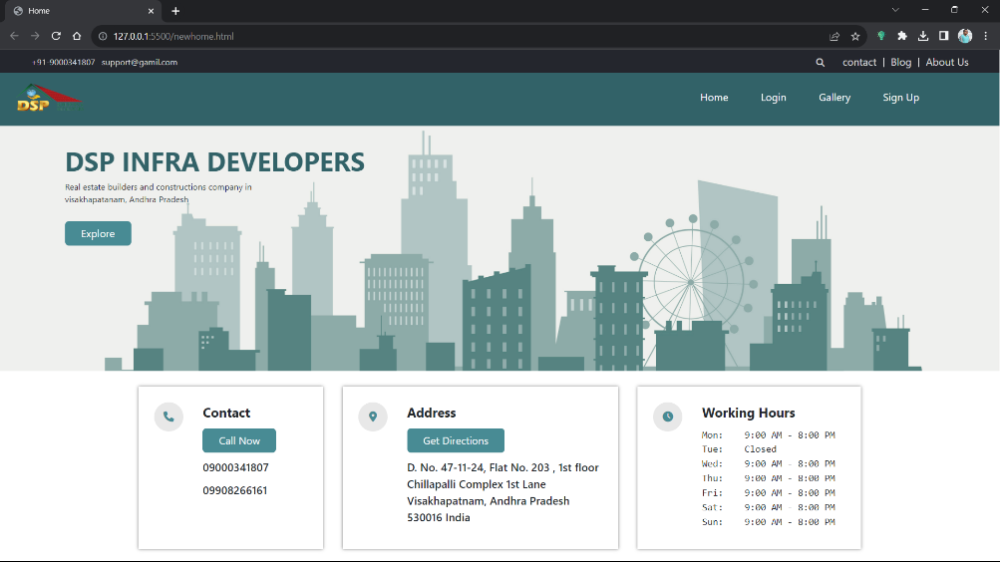 Home
127.0.0.1:5500/newhome.html
+91-9000341807 support@gamil.com
contact | Blog | About Us
DSP
Home Login Gallery Sign Up
DSP INFRA DEVELOPERS
Real estate builders and constructions company in
visakhapatanam, Andhra Pradesh
Explore
Contact
Call Now
09000341807
09908266161
Address
Get Directions
D. No. 47-11-24, Flat No. 203 , 1st floor
Chillapalli Complex 1st Lane
Visakhapatnam, Andhra Pradesh
530016 India
Working Hours
Mon: 9:00 AM - 8:00 PM
Tue: Closed
Wed: 9:00 AM - 8:00 PM
Thu: 9:00 AM - 8:00 PM
Fri: 9:00 AM - 8:00 PM
Sat: 9:00 AM - 8:00 PM
Sun: 9:00 AM - 8:00 PM